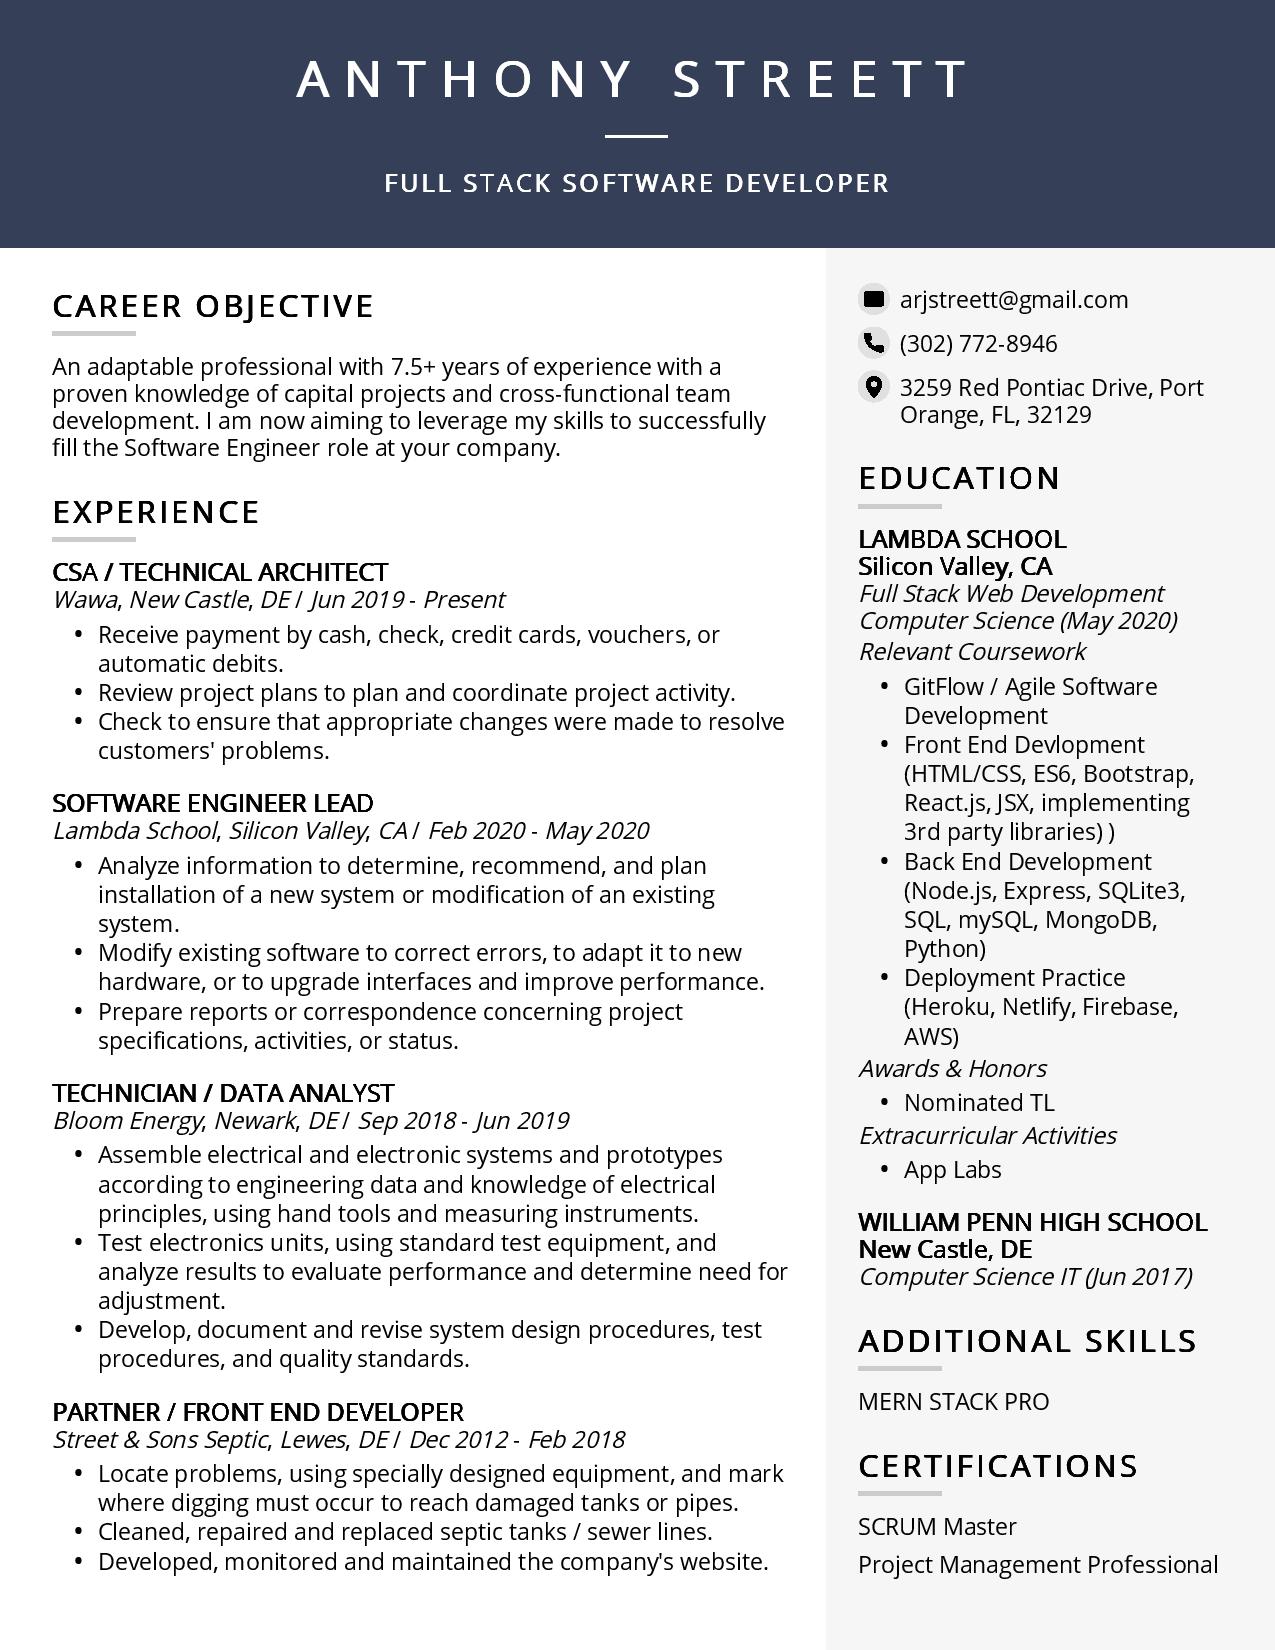 ANTHONY STREETT
FULL STACK SOFTWARE DEVELOPER
CAREER OBJECTIVE
An adaptable professional with 7.5+ years of experience with a
proven knowledge of capital projects and cross-functional team
development. I am now aiming to leverage my skills to successfully
fill the Software Engineer role at your company.
EXPERIENCE
CSA / TECHNICAL ARCHITECT
Wawa, New Castle, DE / Jun 2019 - Present
• Receive payment by cash, check, credit cards, vouchers, or
automatic debits.
• Review project plans to plan and coordinate project activity.
• Check to ensure that appropriate changes were made to resolve
customers' problems.
SOFTWARE ENGINEER LEAD
Lambda School, Silicon Valley, CA / Feb 2020 - May 2020
• Analyze information to determine, recommend, and plan
installation of a new system or modification of an existing
system.
• Modify existing software to correct errors, to adapt it to new
hardware, or to upgrade interfaces and improve performance.
• Prepare reports or correspondence concerning project
specifications, activities, or status.
TECHNICIAN / DATA ANALYST
Bloom Energy, Newark, DE / Sep 2018 - Jun 2019
• Assemble electrical and electronic systems and prototypes
according to engineering data and knowledge of electrical
principles, using hand tools and measuring instruments.
• Test electronics units, using standard test equipment, and
analyze results to evaluate performance and determine need for
adjustment.
• Develop, document and revise system design procedures, test
procedures, and quality standards.
PARTNER / FRONT END DEVELOPER
Street & Sons Septic, Lewes, DE / Dec 2012 - Feb 2018
• Locate problems, using specially designed equipment, and mark
where digging must occur to reach damaged tanks or pipes.
• Cleaned, repaired and replaced septic tanks / sewer lines.
• Developed, monitored and maintained the company's website.
arjstreett@gmail.com
(302) 772-8946
3259 Red Pontiac Drive, Port
Orange, FL, 32129
EDUCATION
LAMBDA SCHOOL
Silicon Valley, CA
Full Stack Web Development
Computer Science (May 2020)
Relevant Coursework
• GitFlow / Agile Software
Development
• Front End Devlopment
(HTML/CSS, ES6, Bootstrap,
React.js, JSX, implementing
3rd party libraries) )
• Back End Development
(Node.js, Express, SQLite3,
SQL, mySQL, MongoDB,
Python)
• Deployment Practice
(Heroku, Netlify, Firebase,
AWS)
Awards & Honors
• Nominated TL
Extracurricular Activities
• App Labs
WILLIAM PENN HIGH SCHOOL
New Castle, DE
Computer Science IT (Jun 2017)
ADDITIONAL SKILLS
MERN STACK PRO
CERTIFICATIONS
SCRUM Master
Project Management Professional